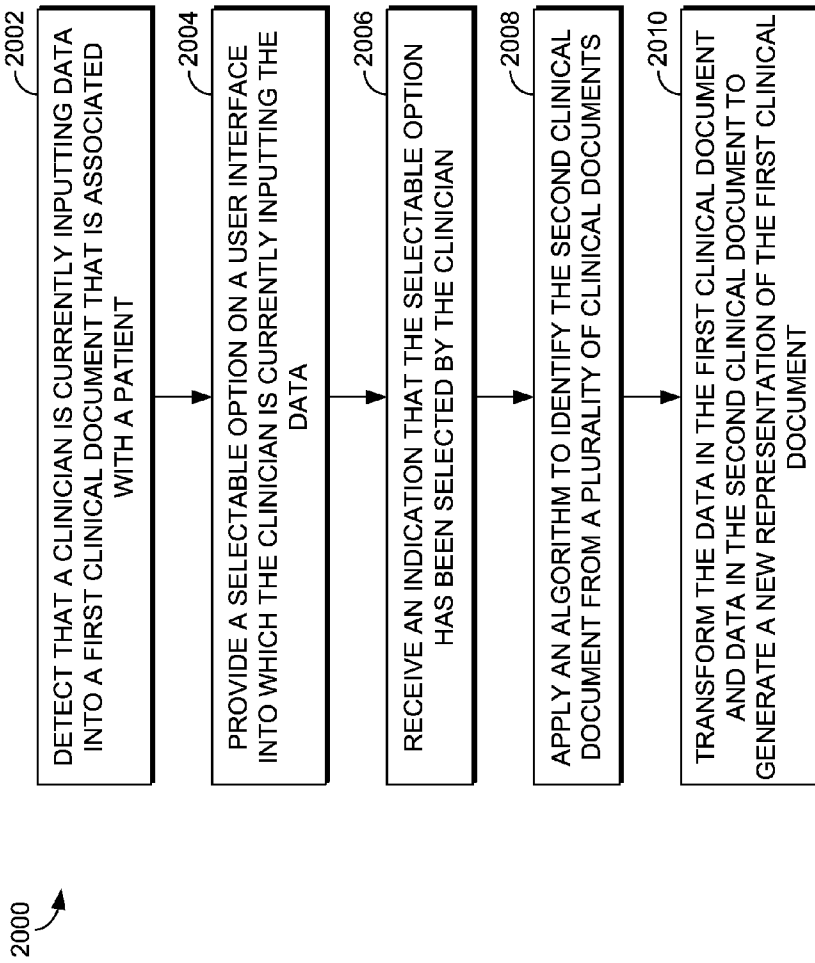 2000
2002
DETECT THAT A CLINICIAN IS CURRENTLY INPUTTING DATA
INTO A FIRST CLINICAL DOCUMENT THAT IS ASSOCIATED
WITH A PATIENT
2004
PROVIDE A SELECTABLE OPTION ON A USER INTERFACE
INTO WHICH THE CLINICIAN IS CURRENTLY INPUTTING THE
DATA
2006
RECEIVE AN INDICATION THAT THE SELECTABLE OPTION
HAS BEEN SELECTED BY THE CLINICIAN
2008
APPLY AN ALGORITHM TO IDENTIFY THE SECOND CLINICAL
DOCUMENT FROM A PLURALITY OF CLINICAL DOCUMENTS
2010
TRANSFORM THE DATA IN THE FIRST CLINICAL DOCUMENT
AND DATA IN THE SECOND CLINICAL DOCUMENT TO
GENERATE A NEW REPRESENTATION OF THE FIRST CLINICAL
DOCUMENT